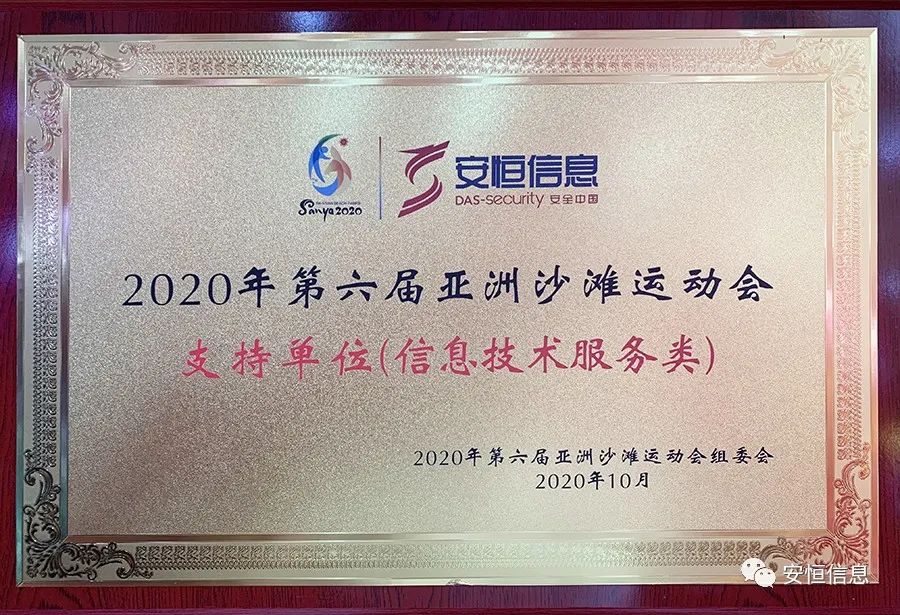 安恒信息
DAS-security 安全中国
Sanya 2020
2020年第六届亚洲沙滩运动会
支持单位(信息技术服务类)
2020年第六届亚洲沙滩运动会组委会
2020年10月
安恒信息